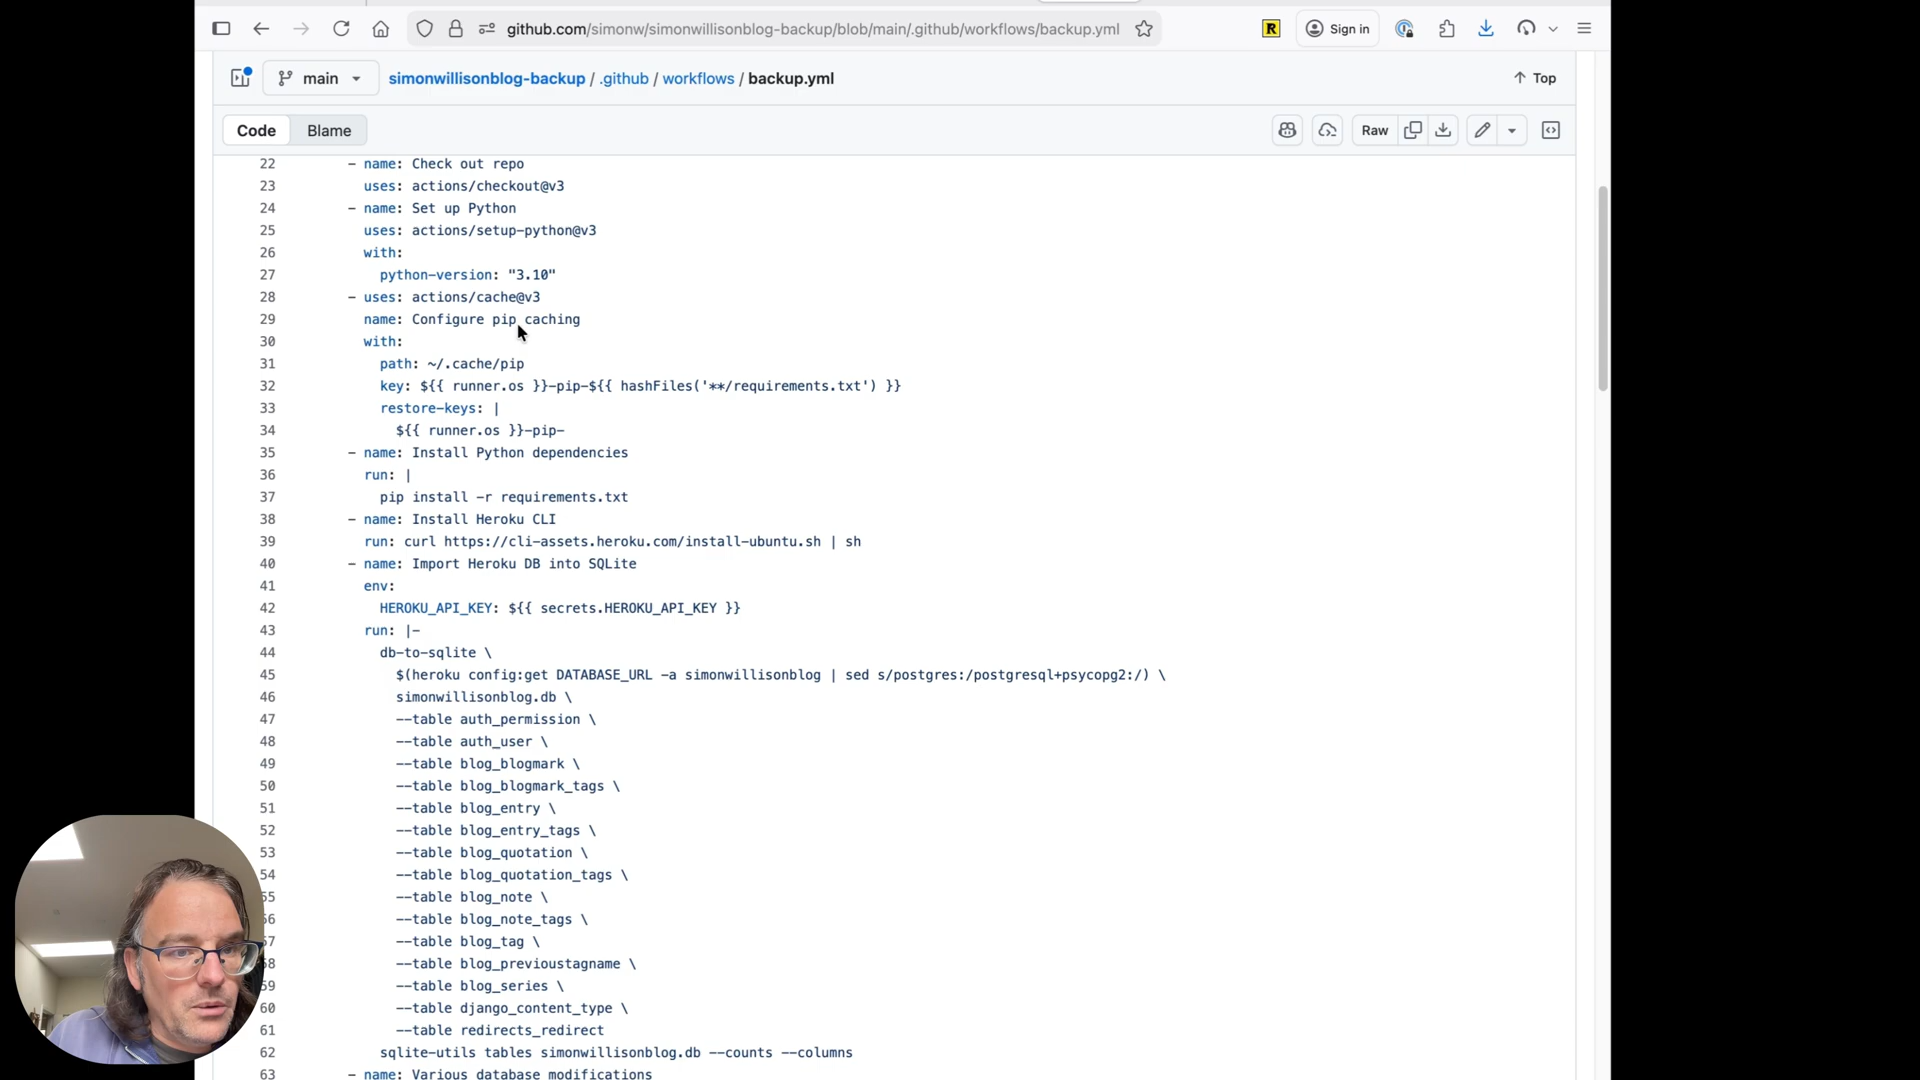 github.com/simonw/simonwillisonblog-backup/blob/main/.github/workflows/backup.yml
R
Sign in
main
simonwillisonblog-backup / .github / workflows / backup.yml
Top
Code
Blame
Raw
22 - name: Check out repo
23 uses: actions/checkout@v3
24 - name: Set up Python
25 uses: actions/setup-python@v3
26 with:
27 python-version: "3.10"
28 - uses: actions/cache@v3
29 name: Configure pip caching
30 with:
31 path: ~/.cache/pip
32 key: ${{ runner.os }}-pip-${{ hashFiles('**/requirements.txt') }}
33 restore-keys: |
34 ${{ runner.os }}-pip-
35 - name: Install Python dependencies
36 run: |
37 pip install -r requirements.txt
38 - name: Install Heroku CLI
39 run: curl https://cli-assets.heroku.com/install-ubuntu.sh | sh
40 - name: Import Heroku DB into SQLite
41 env:
42 HEROKU_API_KEY: ${{ secrets.HEROKU_API_KEY }}
43 run: |-
44 db-to-sqlite \
45 $(heroku config:get DATABASE_URL -a simonwillisonblog | sed s/postgres:/postgresql+psycopg2:/) \
46 simonwillisonblog.db \
47 --table auth_permission \
48 --table auth_user \
49 --table blog_blogmark \
50 --table blog_blogmark_tags \
51 --table blog_entry \
52 --table blog_entry_tags \
53 --table blog_quotation \
54 --table blog_quotation_tags \
55 --table blog_note \
56 --table blog_note_tags \
57 --table blog_tag \
58 --table blog_previoustagname \
59 --table blog_series \
60 --table django_content_type \
61 --table redirects_redirect
62 sqlite-utils tables simonwillisonblog.db --counts --columns
63 - name: Various database modifications